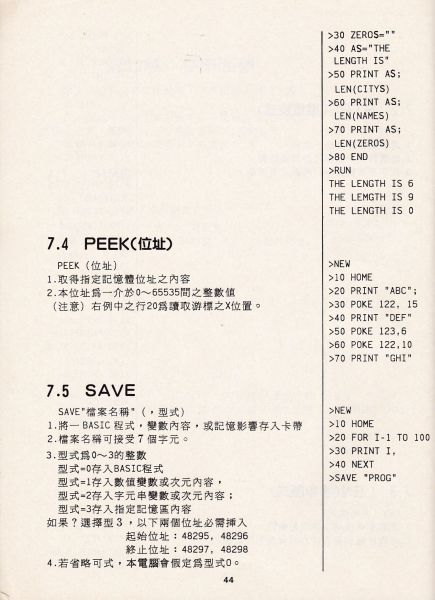 >30 ZEROS=""
>40 AS="THE
LENGTH IS"
>50 PRINT AS;
LEN(CITYS)
>60 PRINT AS;
LEN(NAMES)
>70 PRINT AS;
LEN(ZEROS)
>80 END
>RUN
THE LENGTH IS 6
THE LEMGTH IS 9
THE LENGTH IS 0
7.4 PEEK(位址)
PEEK (位址)
1.取得指定記憶體位址之內容
2.本位址爲一介於0～65535間之整數値
(注意) 右例中之行20爲讀取游標之X位置。
>NEW
>10 HOME
>20 PRINT "ABC";
>30 POKE 122, 15
>40 PRINT "DEF"
>50 POKE 123,6
>60 POKE 122,10
>70 PRINT "GHI"
7.5 SAVE
SAVE"檔案名稱" (，型式)
1.將一 BASIC 程式，變數內容，或記憶影響存入卡帶
2.檔案名稱可接受 7 個字元。
3.型式爲0～3的整數
型式=0存入BASIC程式
型式=1存入數値變數或次元內容，
型式=2存入字元串變數或次元內容；
型式=3存入指定記憶區內容
如果？選擇型 3，以下兩個位址必需挿入
起始位址：48295, 48296
終止位址：48297, 48298
4.若省略可式，本電腦會假定爲型式0。
>NEW
>10 HOME
>20 FOR I-1 TO 100
>30 PRINT I,
>40 NEXT
>SAVE "PROG"
44